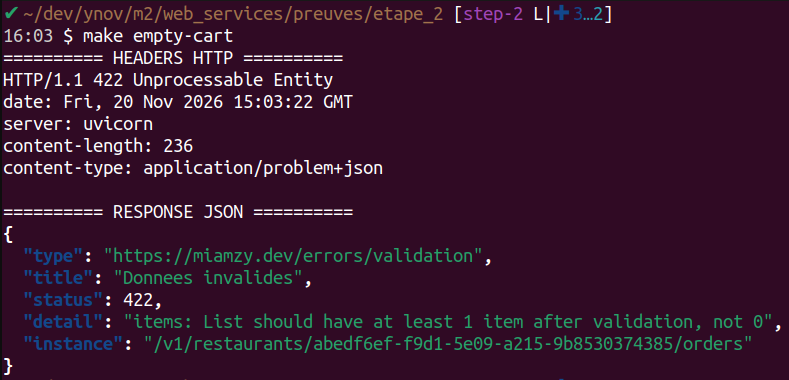 ✔ ~/dev/ynov/m2/web_services/preuves/etape_2 [step-2 L|✚ 3…2]
16:03 $ make empty-cart
========== HEADERS HTTP ==========
HTTP/1.1 422 Unprocessable Entity
date: Fri, 20 Nov 2026 15:03:22 GMT
server: uvicorn
content-length: 236
content-type: application/problem+json
========== RESPONSE JSON ==========
{
  "type": "https://miamzy.dev/errors/validation",
  "title": "Donnees invalides",
  "status": 422,
  "detail": "items: List should have at least 1 item after validation, not 0",
  "instance": "/v1/restaurants/abedf6ef-f9d1-5e09-a215-9b8530374385/orders"
}